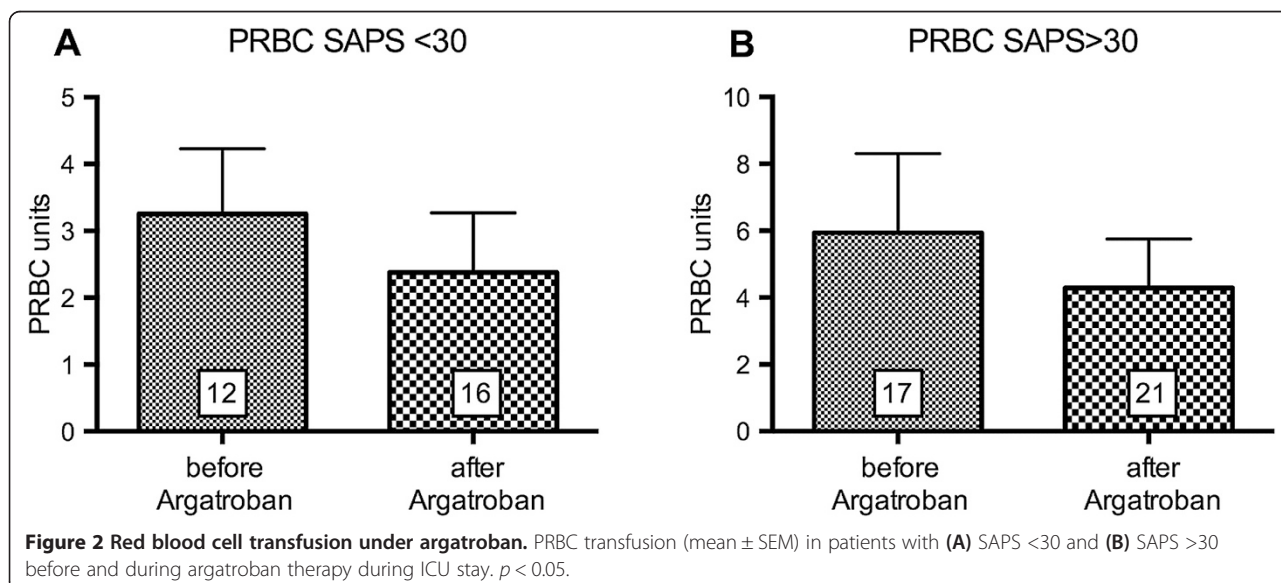 A
PRBC SAPS <30
PRBC units
5
4
3
2
1
0
12
16
before
Argatroban
after
Argatroban
B
PRBC SAPS>30
PRBC units
10
8
6
4
2
0
17
21
before
Argatroban
after
Argatroban
Figure 2 Red blood cell transfusion under argatroban. PRBC transfusion (mean ± SEM) in patients with (A) SAPS <30 and (B) SAPS >30
before and during argatroban therapy during ICU stay. p < 0.05.